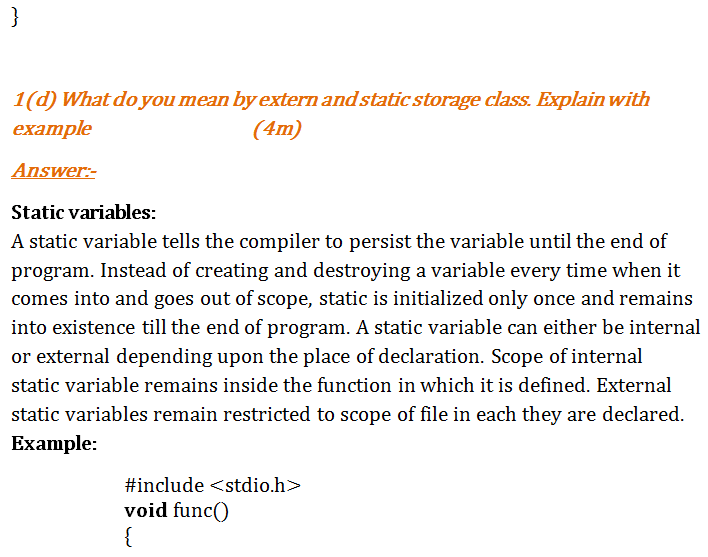 }
1(d) What do you mean by extern and static storage class. Explain with
example (4m)
Answer:-
Static variables:
A static variable tells the compiler to persist the variable until the end of
program. Instead of creating and destroying a variable every time when it
comes into and goes out of scope, static is initialized only once and remains
into existence till the end of program. A static variable can either be internal
or external depending upon the place of declaration. Scope of internal
static variable remains inside the function in which it is defined. External
static variables remain restricted to scope of file in each they are declared.
Example:
#include <stdio.h>
void func()
{